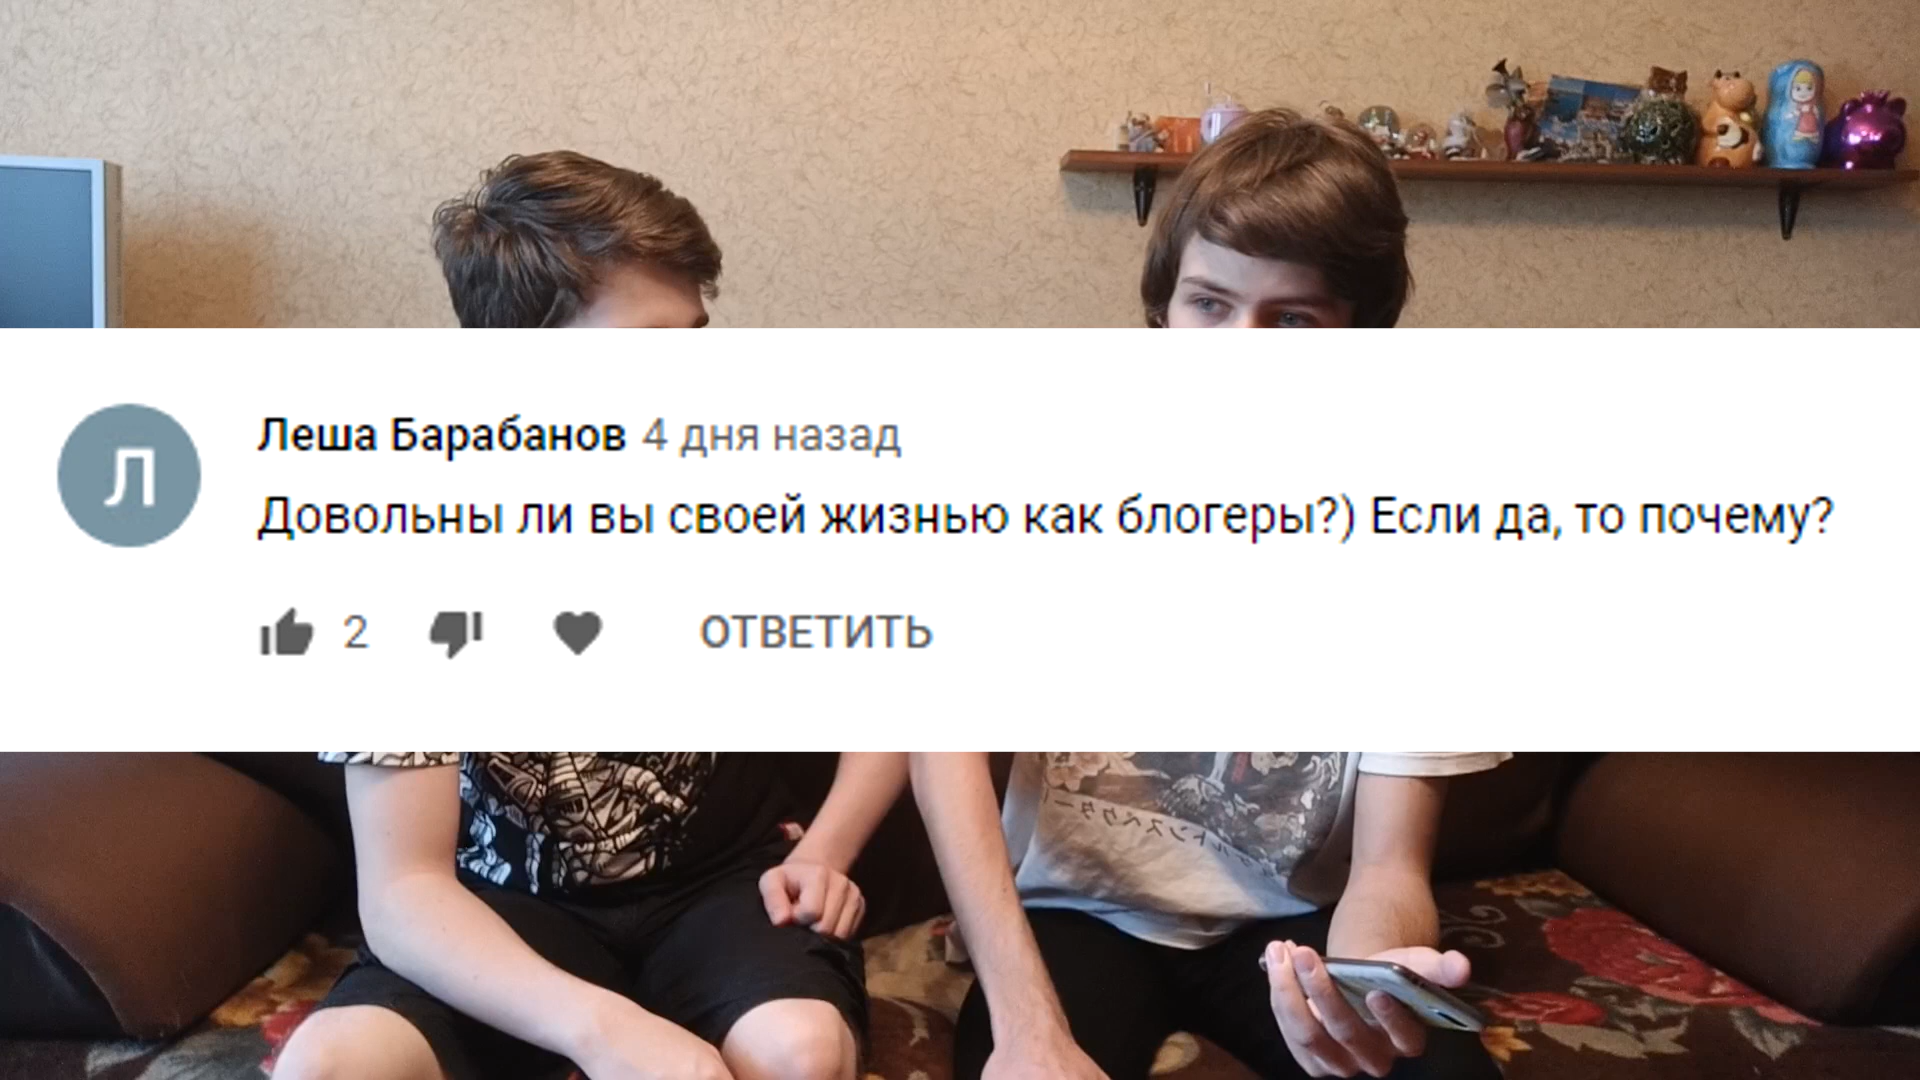 Л
Леша Барабанов 4 дня назад
Довольны ли вы своей жизнью как блогеры?) Если да, то почему?
2
ОТВЕТИТЬ